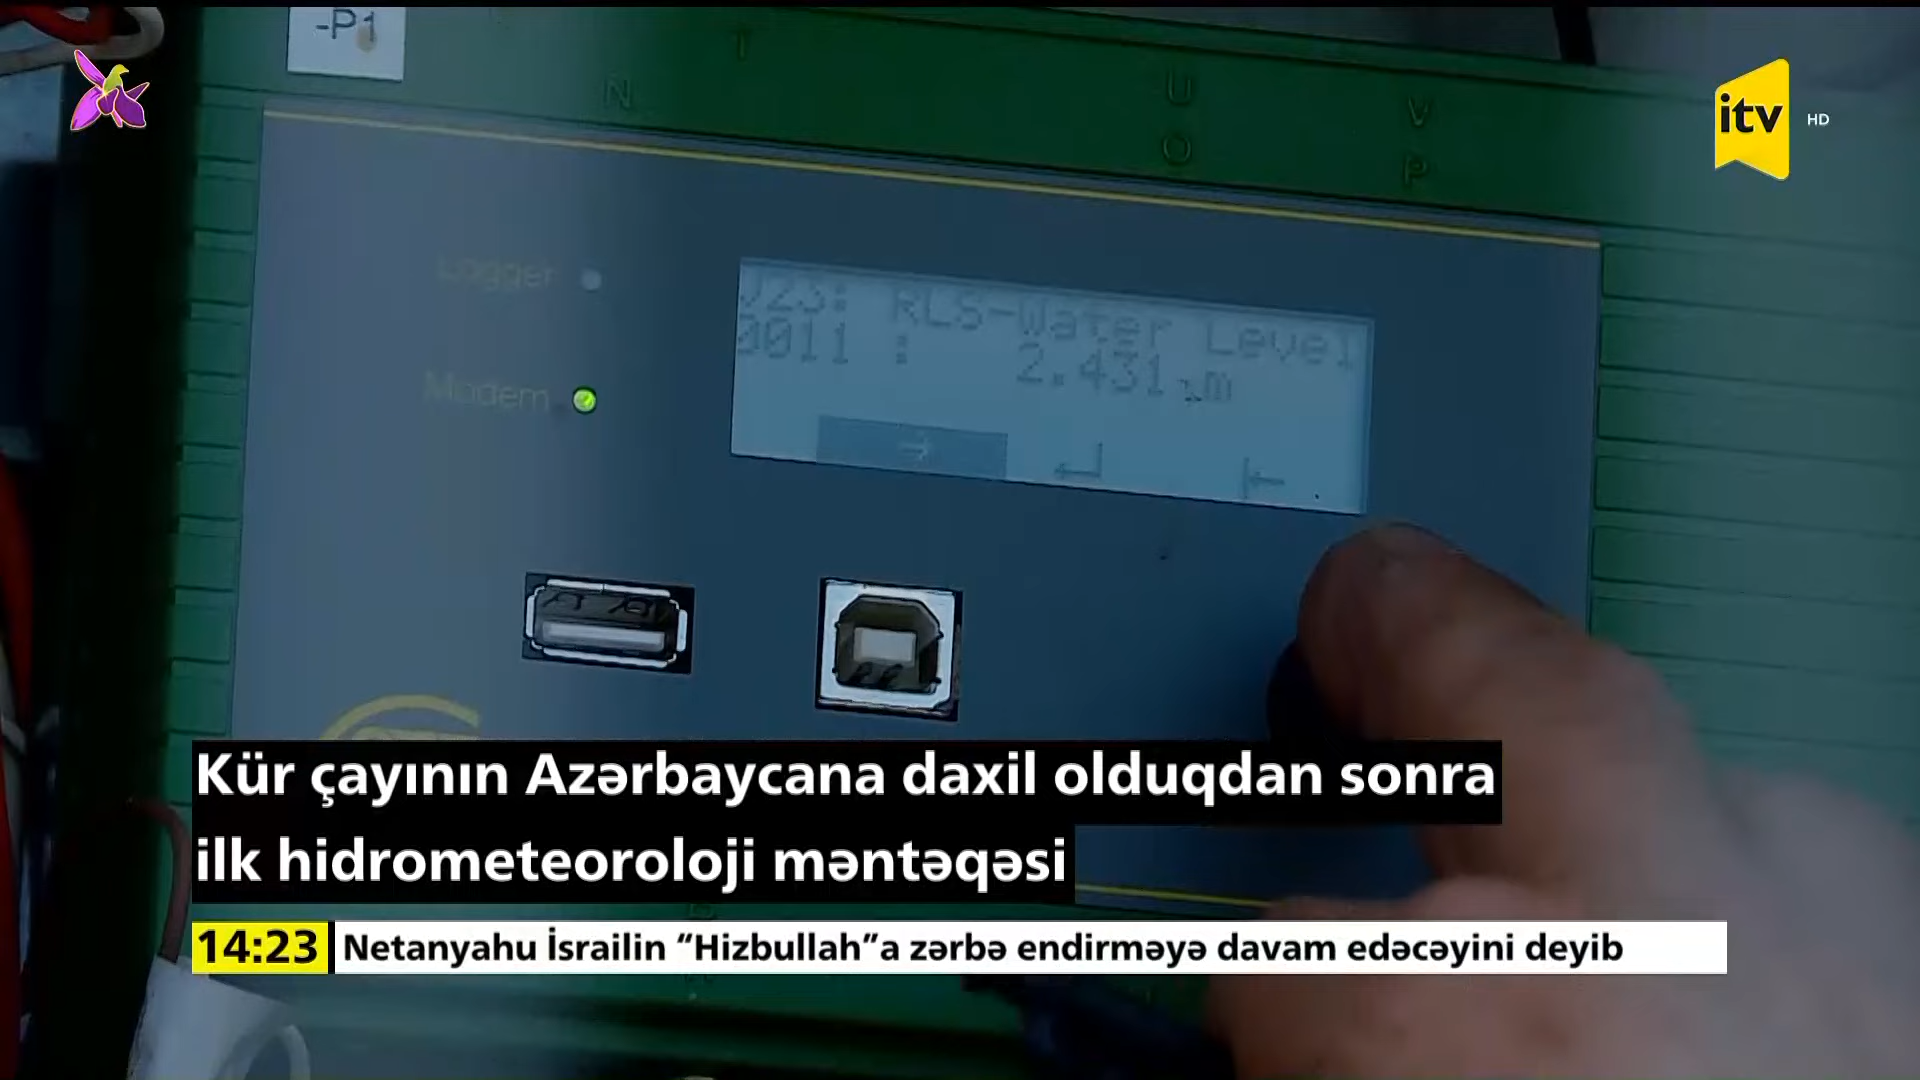 -P1
itv HD
Logger
Modem
RLS-Water Level
0011 : 2.431 m
Kür çayının Azərbaycana daxil olduqdan sonra
ilk hidrometeoroloji məntəqəsi
14:23 Netanyahu İsrailin “Hizbullah”a zərbə endirməyə davam edəcəyini deyib